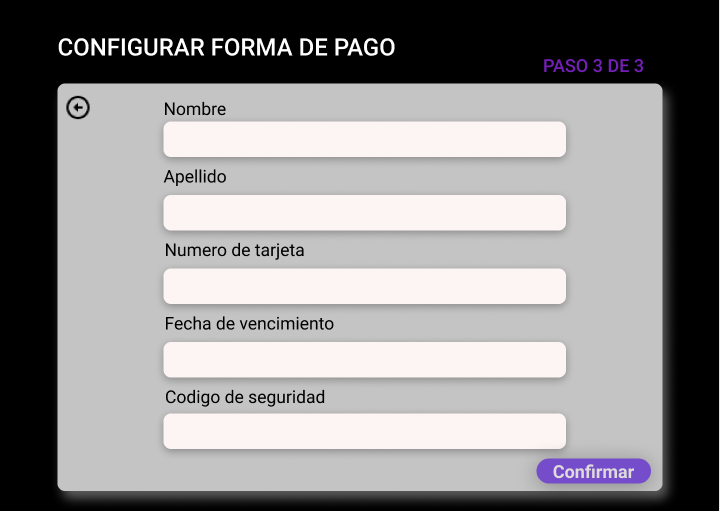 CONFIGURAR FORMA DE PAGO
PASO 3 DE 3
Nombre
Apellido
Numero de tarjeta
Fecha de vencimiento
Codigo de seguridad
Confirmar